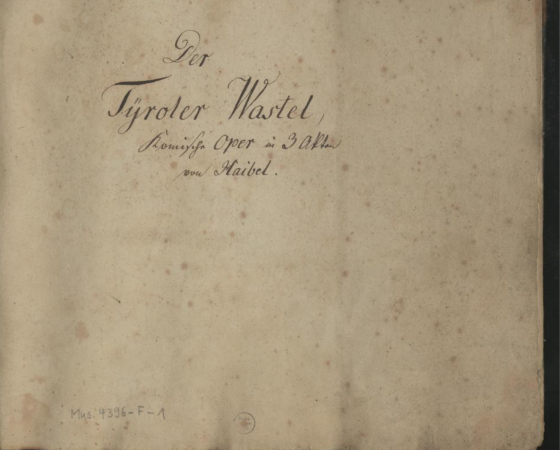 Der
Tÿroler Wastel,
Komische Oper in 3 Akten
von Haibel.
Mus. 4396-F-1